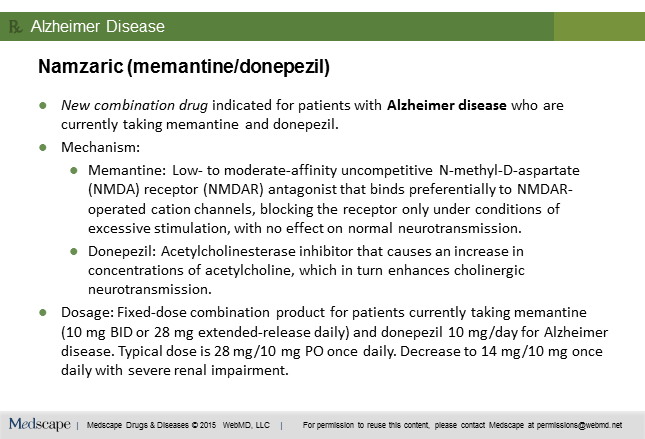 ℞ Alzheimer Disease
Namzaric (memantine/donepezil)
● New combination drug indicated for patients with Alzheimer disease who are
currently taking memantine and donepezil.
● Mechanism:
● Memantine: Low- to moderate-affinity uncompetitive N-methyl-D-aspartate
(NMDA) receptor (NMDAR) antagonist that binds preferentially to NMDAR-
operated cation channels, blocking the receptor only under conditions of
excessive stimulation, with no effect on normal neurotransmission.
● Donepezil: Acetylcholinesterase inhibitor that causes an increase in
concentrations of acetylcholine, which in turn enhances cholinergic
neurotransmission.
● Dosage: Fixed-dose combination product for patients currently taking memantine
(10 mg BID or 28 mg extended-release daily) and donepezil 10 mg/day for Alzheimer
disease. Typical dose is 28 mg/10 mg PO once daily. Decrease to 14 mg/10 mg once
daily with severe renal impairment.
Medscape | Medscape Drugs & Diseases © 2015 WebMD, LLC | For permission to reuse this content, please contact Medscape at permissions@webmd.net